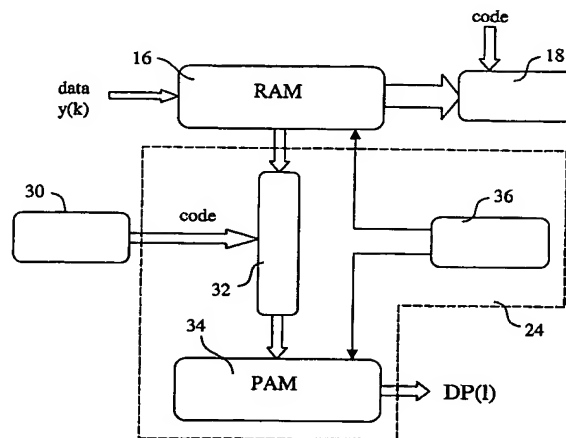 code
16
18
RAM
data
y(k)
30
36
code
32
24
34
PAM
DP(l)